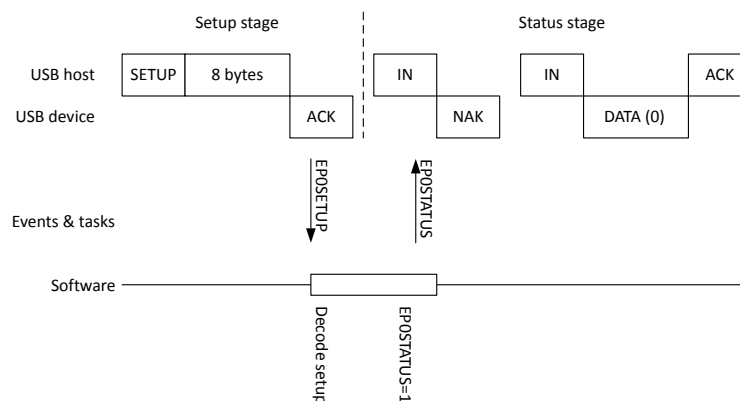 Setup stage
Status stage
USB host
SETUP
8 bytes
IN
IN
ACK
USB device
ACK
NAK
DATA (0)
EP0SETUP
EP0STATUS
Events & tasks
Software
Decode setup
EP0STATUS=1